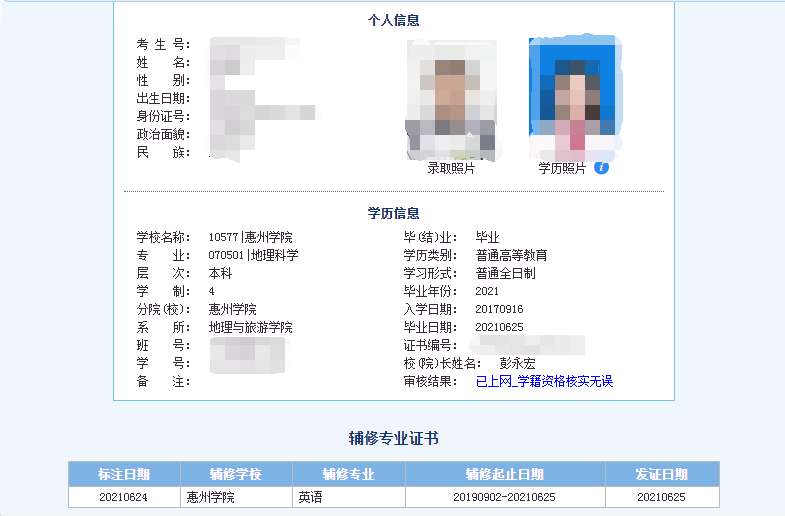 个人信息
考 生 号：
姓 名：
性 别：
出生日期：
身份证号：
政治面貌：
民 族：
录取照片 学历照片 i
学历信息
学校名称： 10577|惠州学院 毕(结)业： 毕业
专 业： 070501|地理科学 学历类别： 普通高等教育
层 次： 本科 学习形式： 普通全日制
学 制： 4 毕业年份： 2021
分院(校)： 惠州学院 入学日期： 20170916
系 所： 地理与旅游学院 毕业日期： 20210625
班 号： 证书编号：
学 号： 校(院)长姓名： 彭永宏
备 注： 审核结果： 已上网_学籍资格核实无误
辅修专业证书
标注日期 辅修学校 辅修专业 辅修起止日期 发证日期
20210624 惠州学院 英语 20190902-20210625 20210625